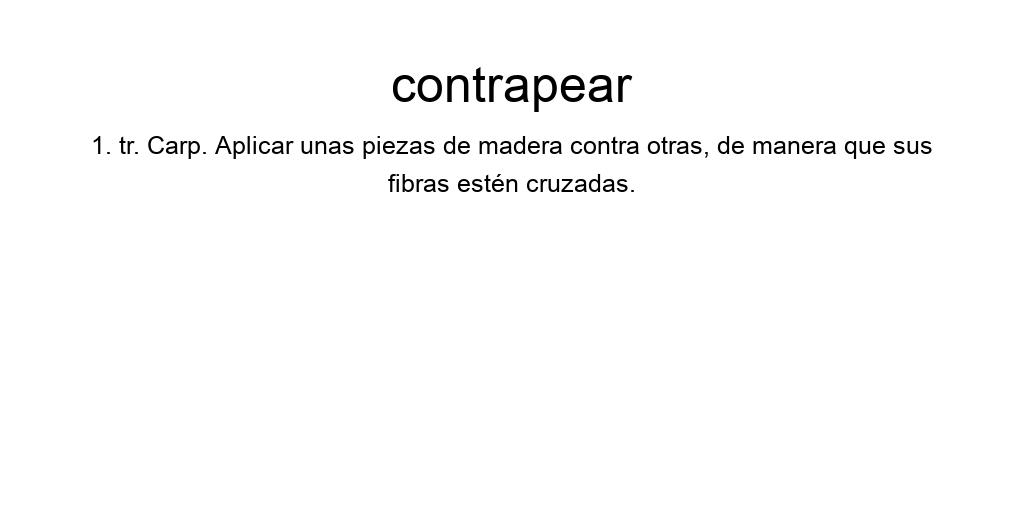 contrapear
1. tr. Carp. Aplicar unas piezas de madera contra otras, de manera que sus
fibras estén cruzadas.